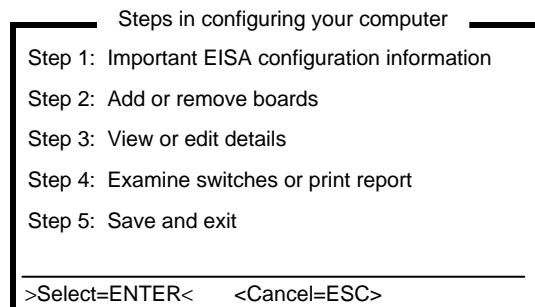 Steps in configuring your computer
Step 1: Important EISA configuration information
Step 2: Add or remove boards
Step 3: View or edit details
Step 4: Examine switches or print report
Step 5: Save and exit
>Select=ENTER< <Cancel=ESC>